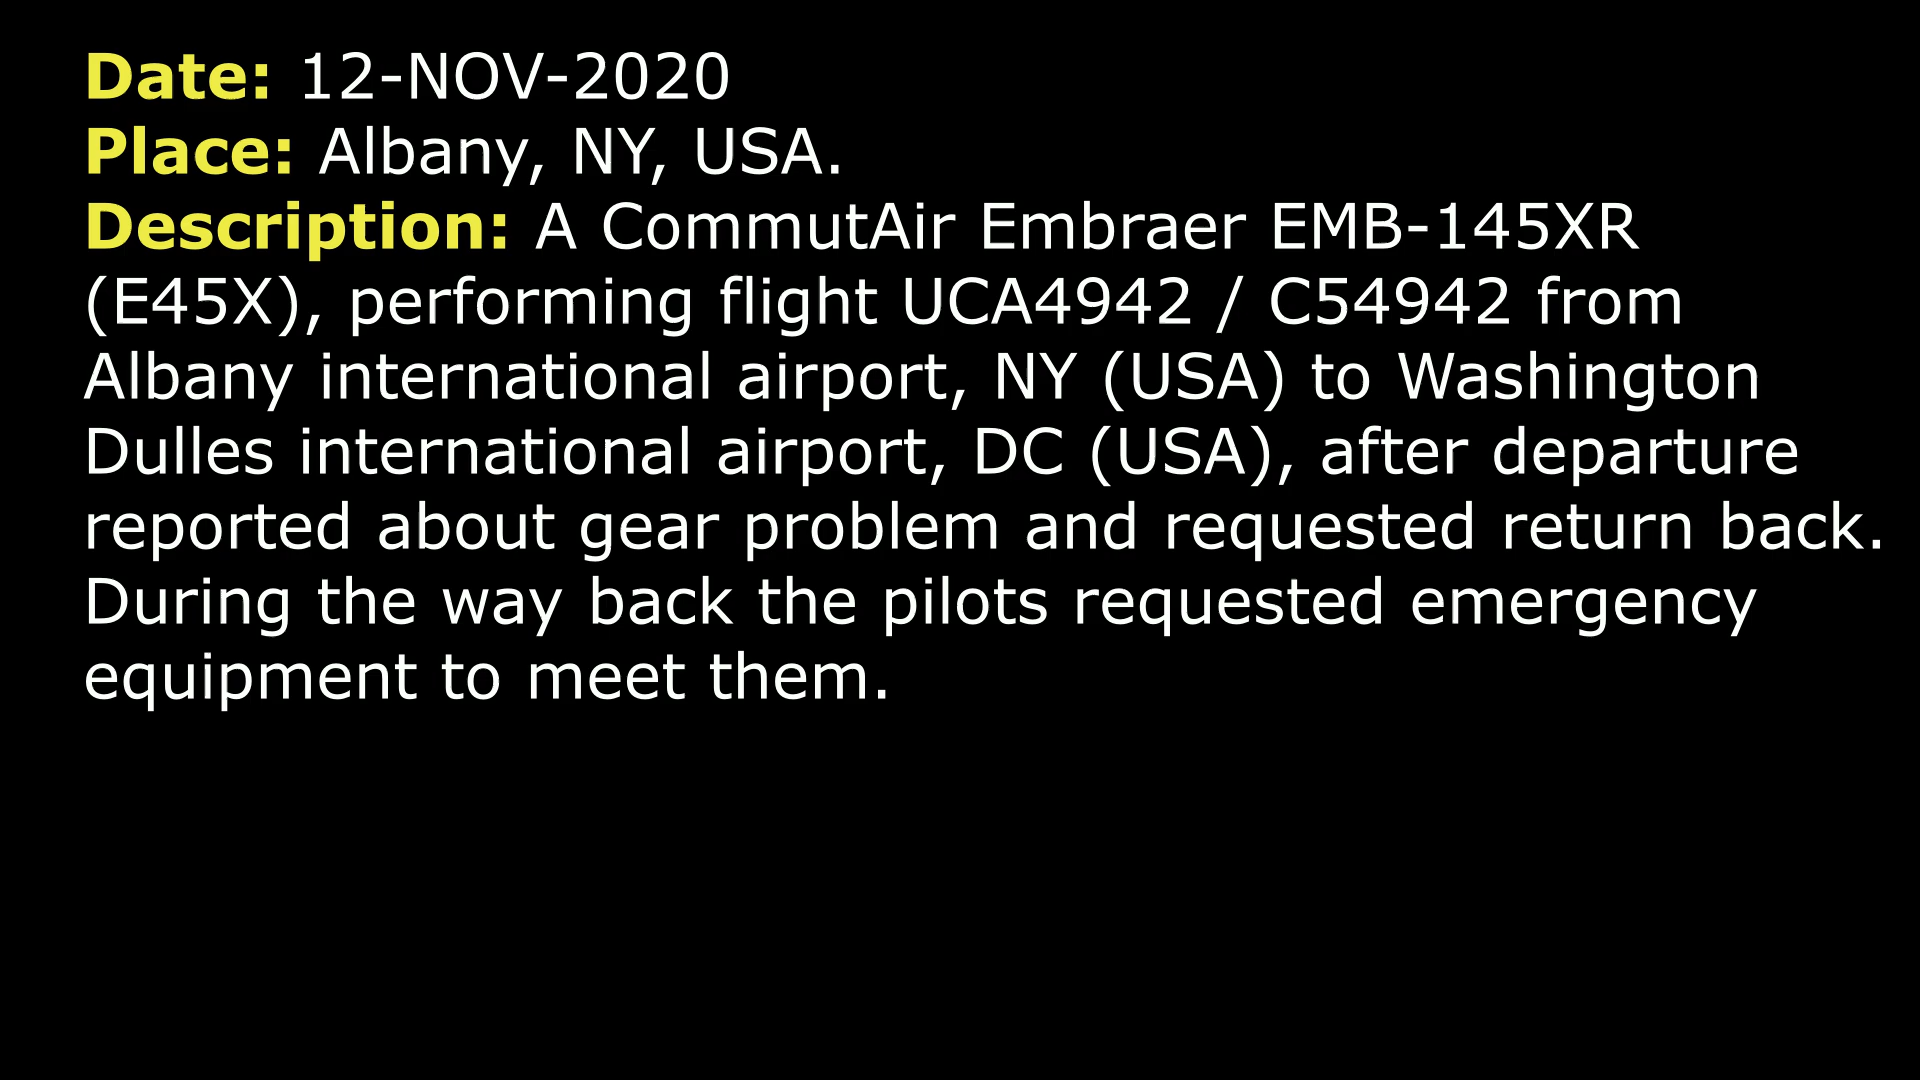 Date: 12-NOV-2020
Place: Albany, NY, USA.
Description: A CommutAir Embraer EMB-145XR
(E45X), performing flight UCA4942 / C54942 from
Albany international airport, NY (USA) to Washington
Dulles international airport, DC (USA), after departure
reported about gear problem and requested return back.
During the way back the pilots requested emergency
equipment to meet them.